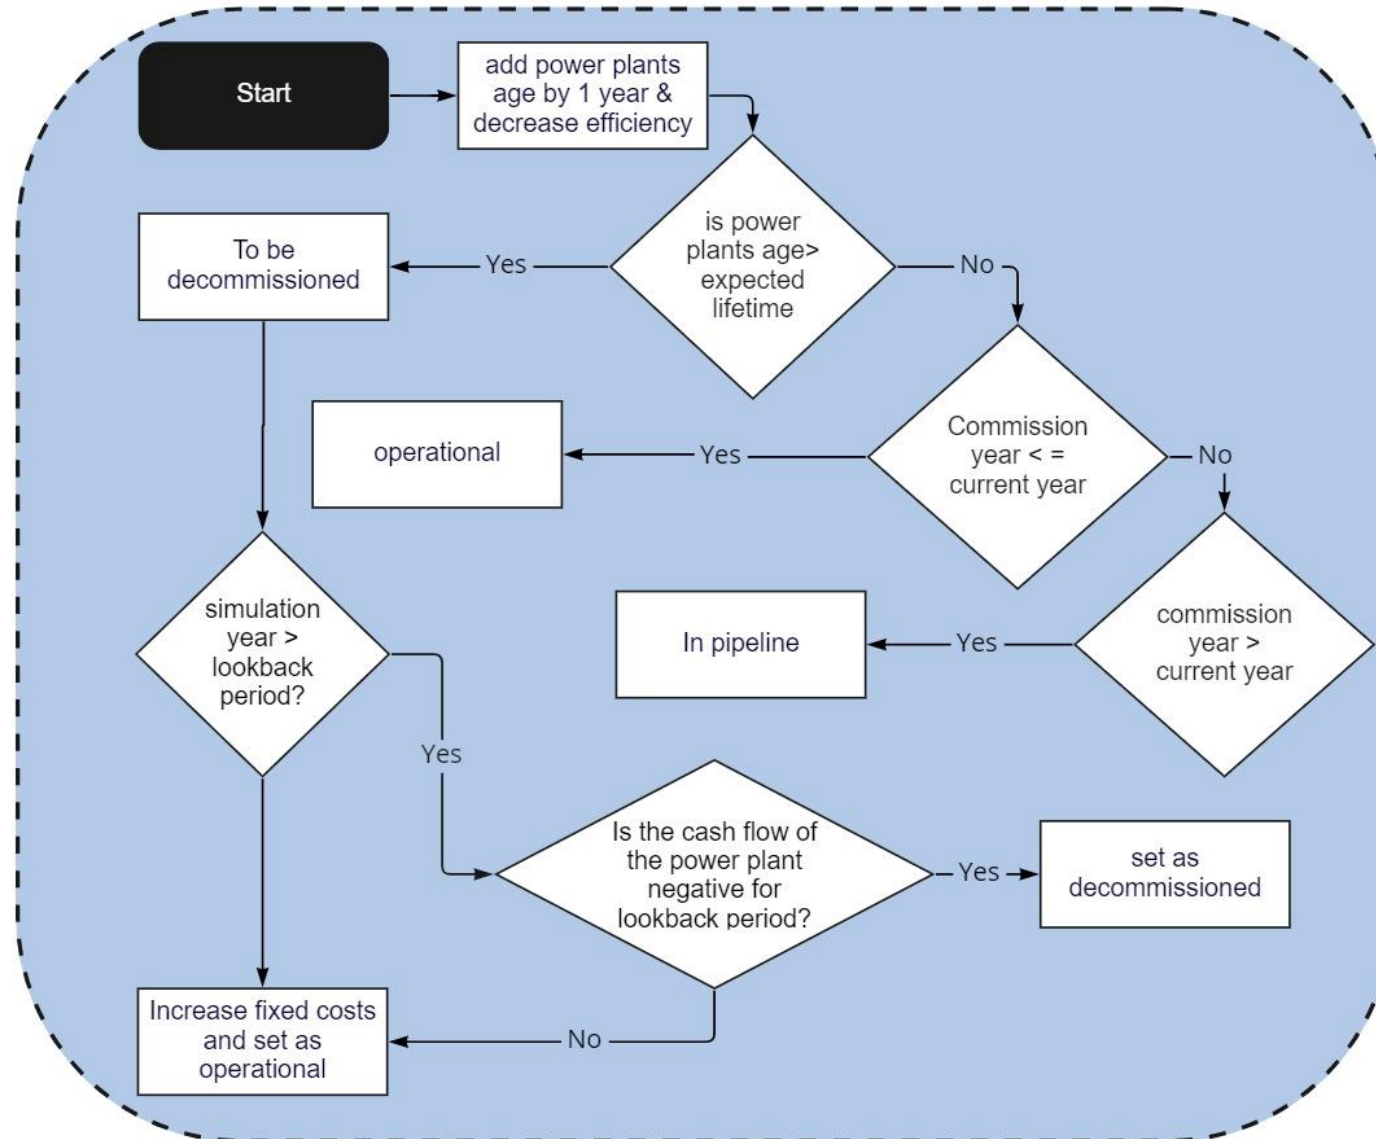 Start
add power plants
age by 1 year &
decrease efficiency
is power
plants age>
expected
lifetime
Yes
No
To be
decommissioned
Commission
year < =
current year
Yes
No
operational
commission
year >
current year
Yes
In pipeline
simulation
year >
lookback
period?
Yes
Is the cash flow of
the power plant
negative for
lookback period?
Yes
set as
decommissioned
No
Increase fixed costs
and set as
operational